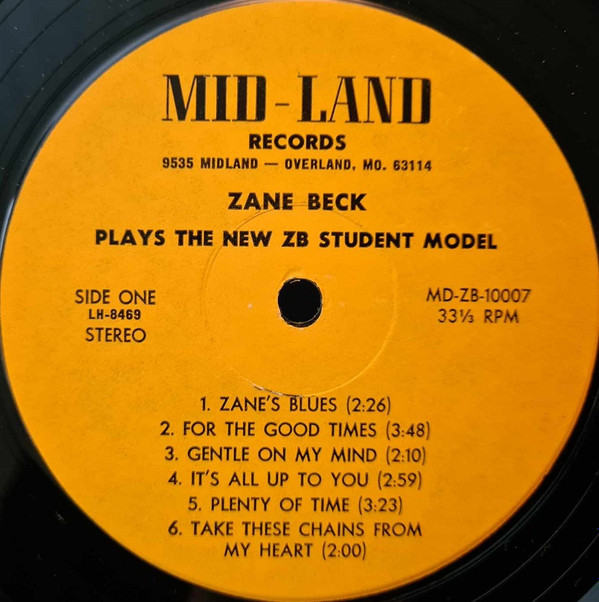 MID-LAND
RECORDS
9535 MIDLAND — OVERLAND, MO. 63114
ZANE BECK
PLAYS THE NEW ZB STUDENT MODEL
SIDE ONE
LH-8469
STEREO
MD-ZB-10007
33⅓ RPM
1. ZANE'S BLUES (2:26)
2. FOR THE GOOD TIMES (3:48)
3. GENTLE ON MY MIND (2:10)
4. IT'S ALL UP TO YOU (2:59)
5. PLENTY OF TIME (3:23)
6. TAKE THESE CHAINS FROM
MY HEART (2:00)